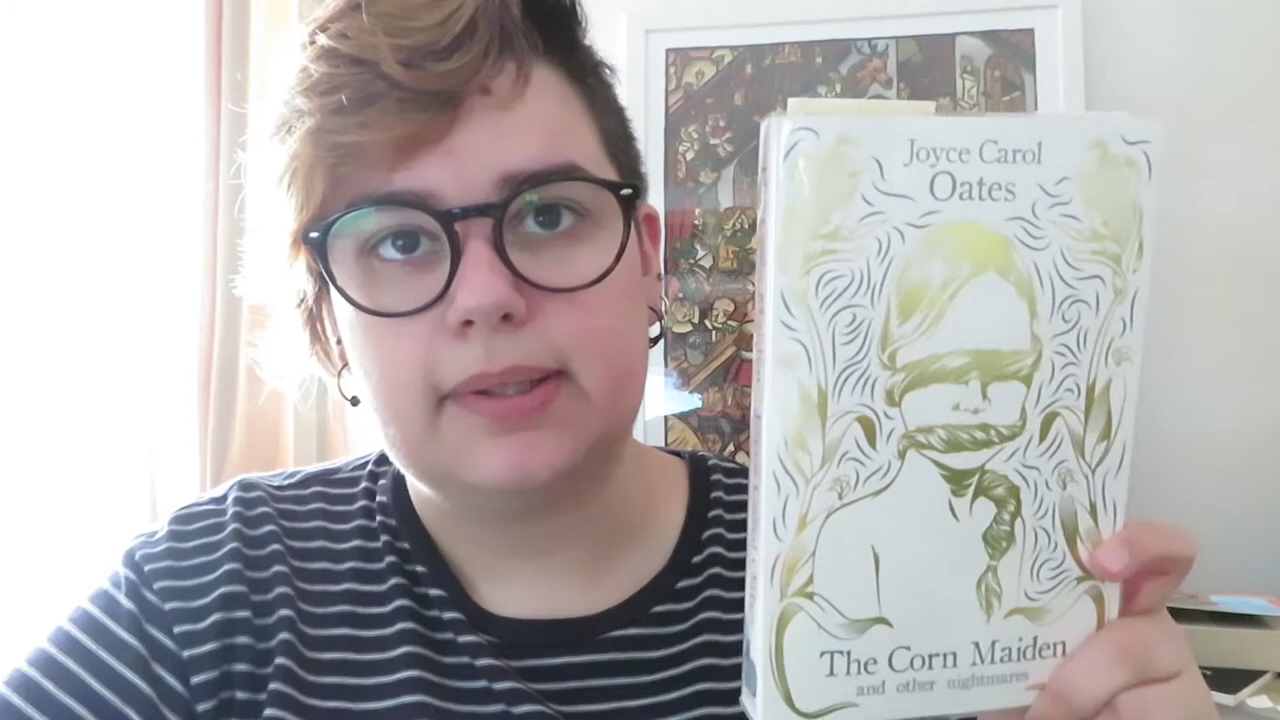 Joyce Carol
Oates
The Corn Maiden
and other nightmares